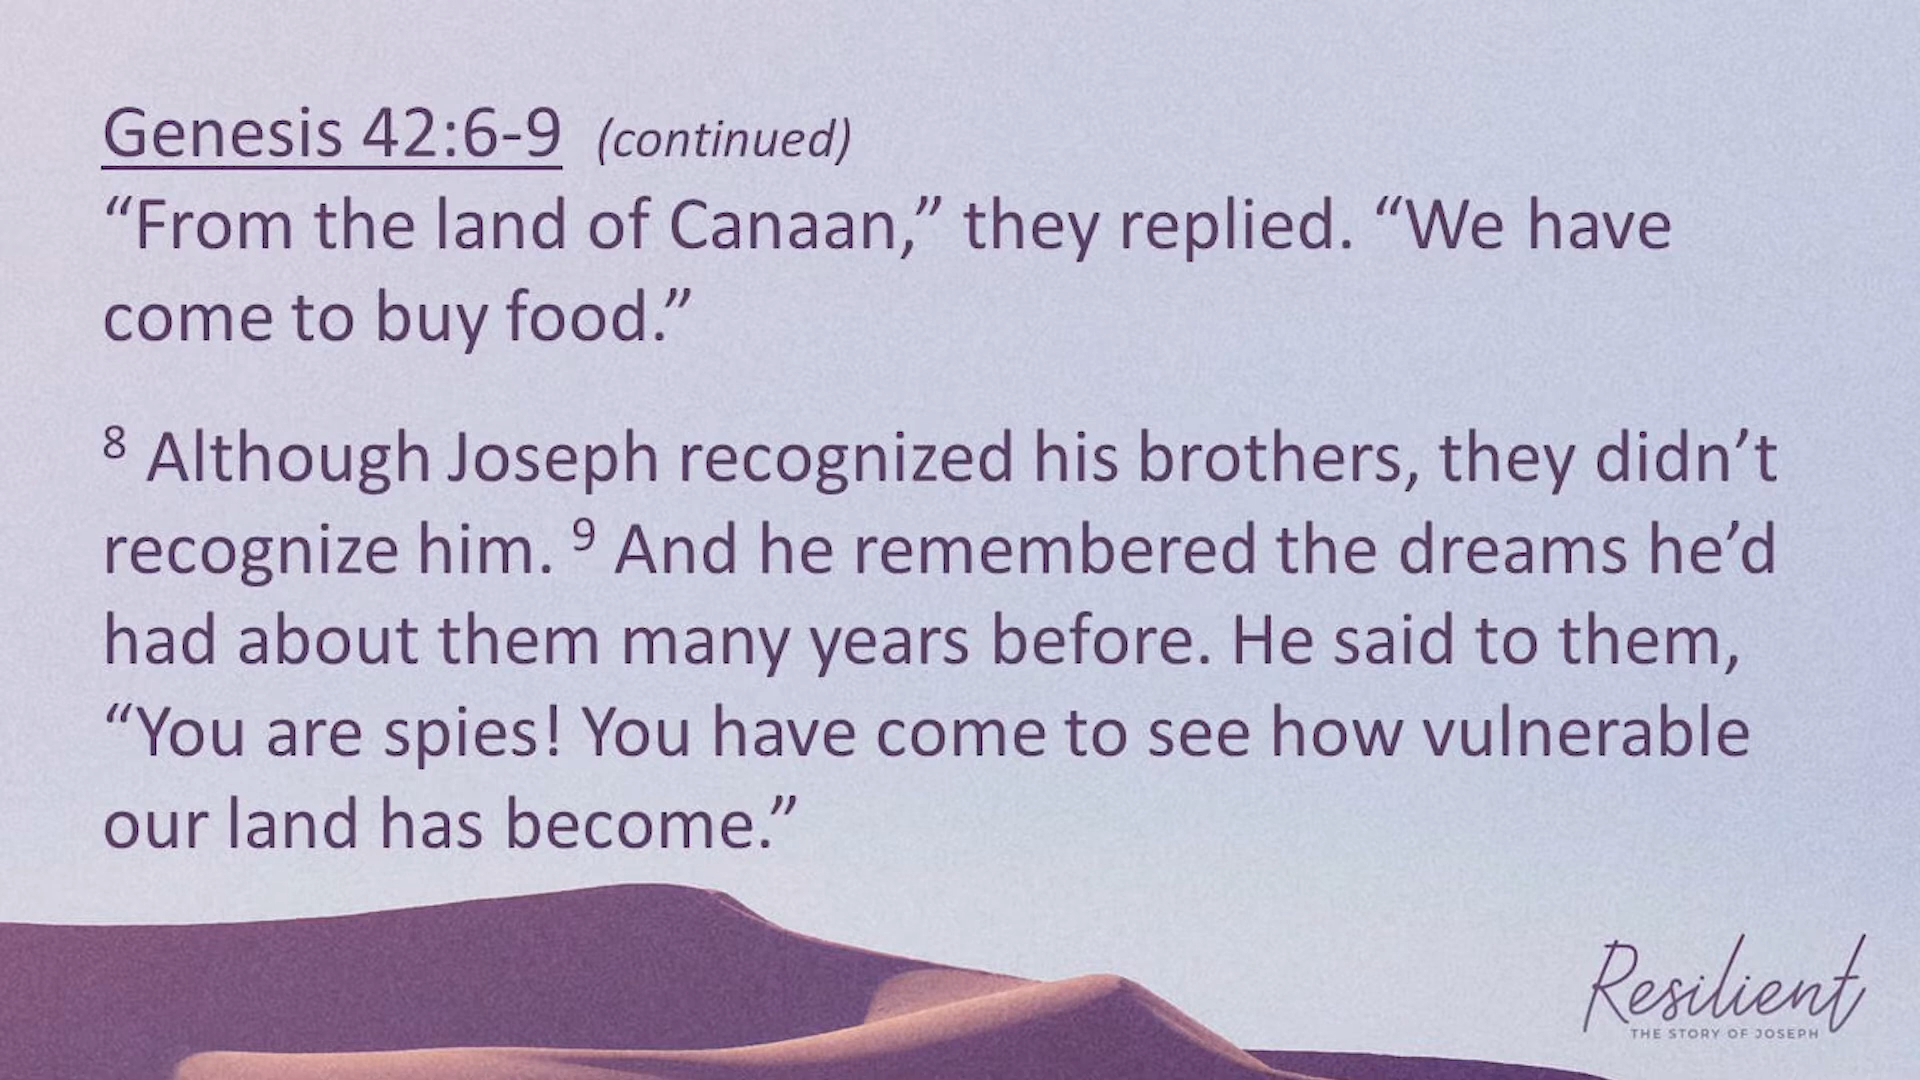 Genesis 42:6-9 (continued)
“From the land of Canaan,” they replied. “We have
come to buy food.”
8 Although Joseph recognized his brothers, they didn’t
recognize him. 9 And he remembered the dreams he’d
had about them many years before. He said to them,
“You are spies! You have come to see how vulnerable
our land has become.”
Resilient
THE STORY OF JOSEPH